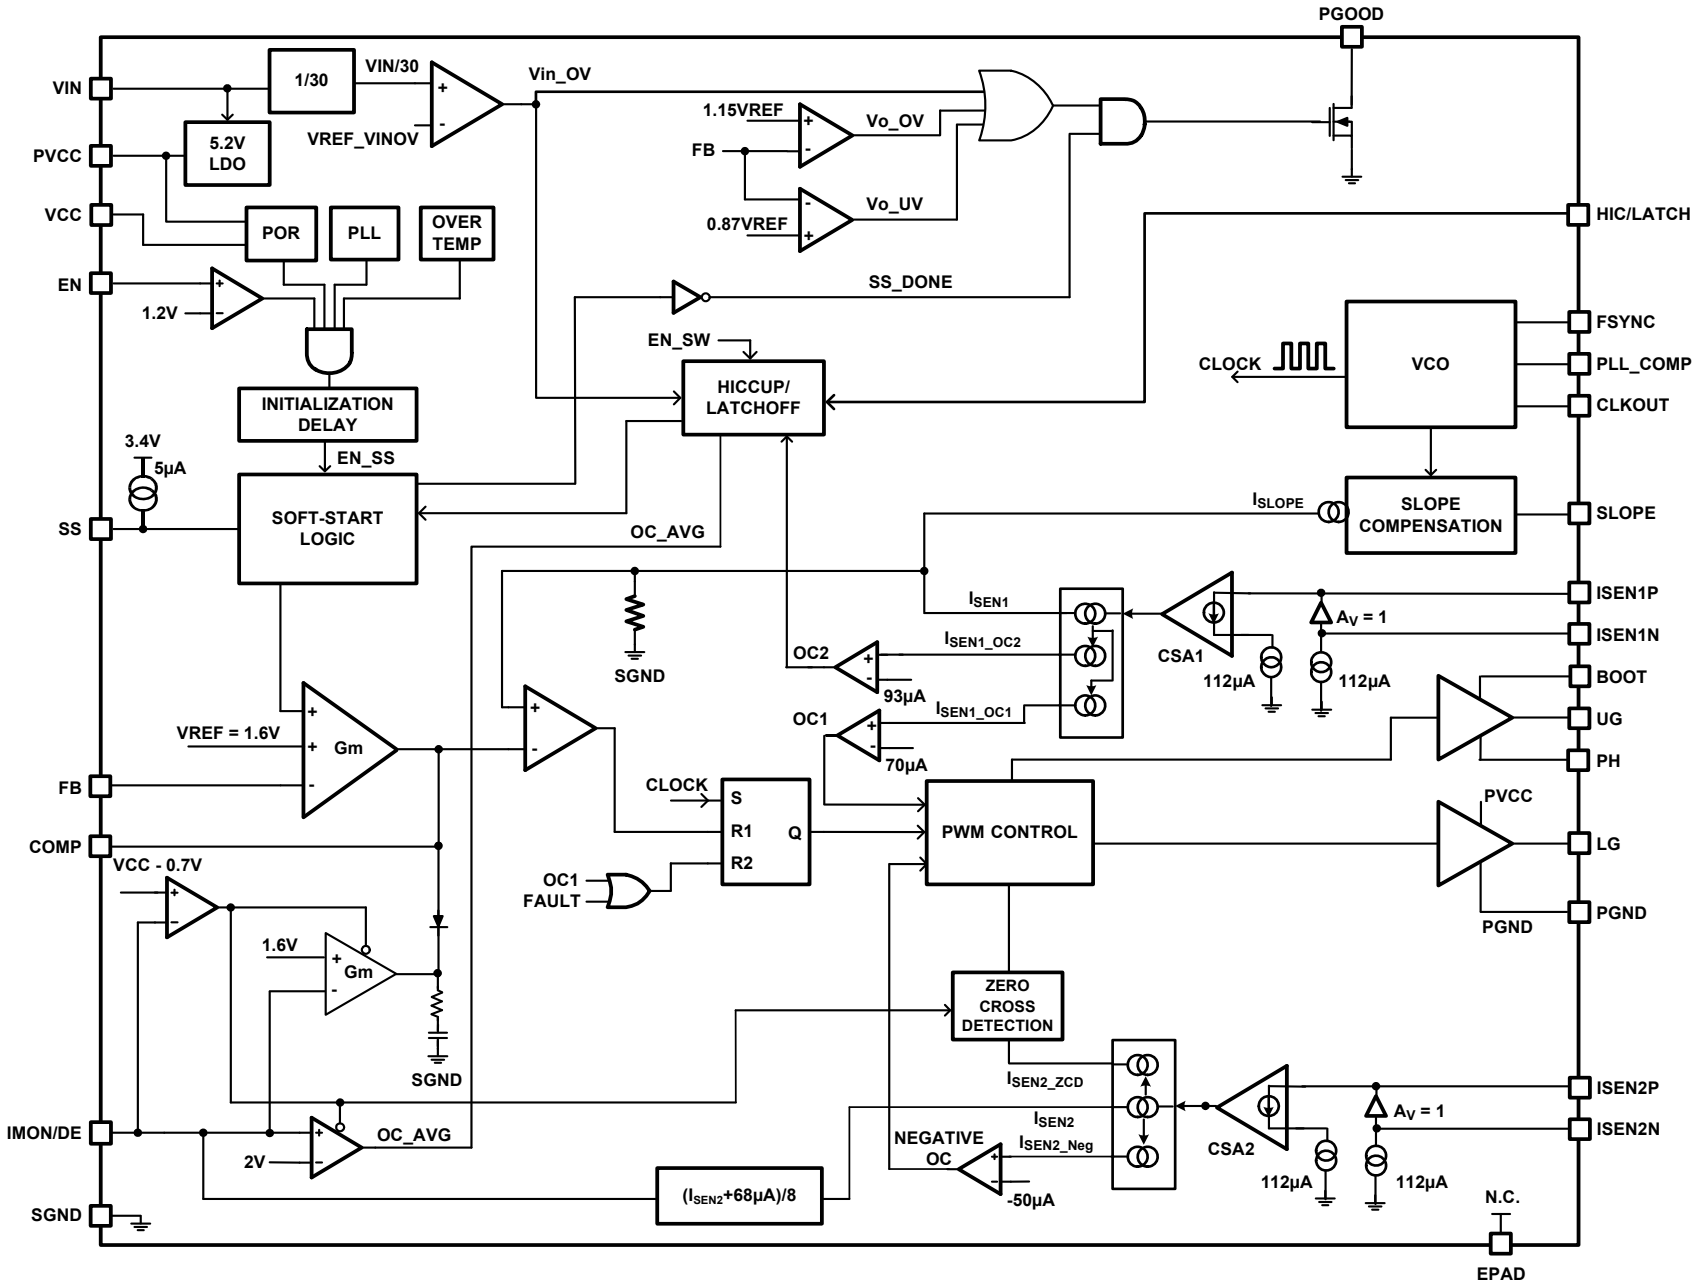 PGOOD
VIN
1/30
VIN/30
VREF_VINOV
+
-
Vin_OV
5.2V
LDO
PVCC
VCC
POR
PLL
OVER
TEMP
EN
1.2V
+
−
1.15VREF
FB
0.87VREF
+
-
-
+
Vo_OV
Vo_UV
SS_DONE
HIC/LATCH
EN_SW
HICCUP/
LATCHOFF
INITIALIZATION
DELAY
EN_SS
3.4V
5µA
SS
SOFT-START
LOGIC
OC_AVG
CLOCK
VCO
FSYNC
PLL_COMP
CLKOUT
ISLOPE
SLOPE
COMPENSATION
SLOPE
SGND
ISEN1
ISEN1_OC2
ISEN1_OC1
OC2
+
-
93µA
OC1
+
-
70µA
CSA1
112µA
112µA
AV = 1
ISEN1P
ISEN1N
BOOT
UG
PH
VREF = 1.6V
+
+
-
Gm
FB
COMP
+
-
CLOCK
S
R1
R2
Q
OC1
FAULT
PWM CONTROL
PVCC
LG
PGND
PGND
VCC - 0.7V
+
−
1.6V
+
-
Gm
SGND
ZERO
CROSS
DETECTION
ISEN2_ZCD
ISEN2
ISEN2_Neg
NEGATIVE
OC
+
-
-50µA
CSA2
112µA
112µA
AV = 1
ISEN2P
ISEN2N
IMON/DE
2V
+
−
OC_AVG
(ISEN2+68µA)/8
SGND
N.C.
EPAD